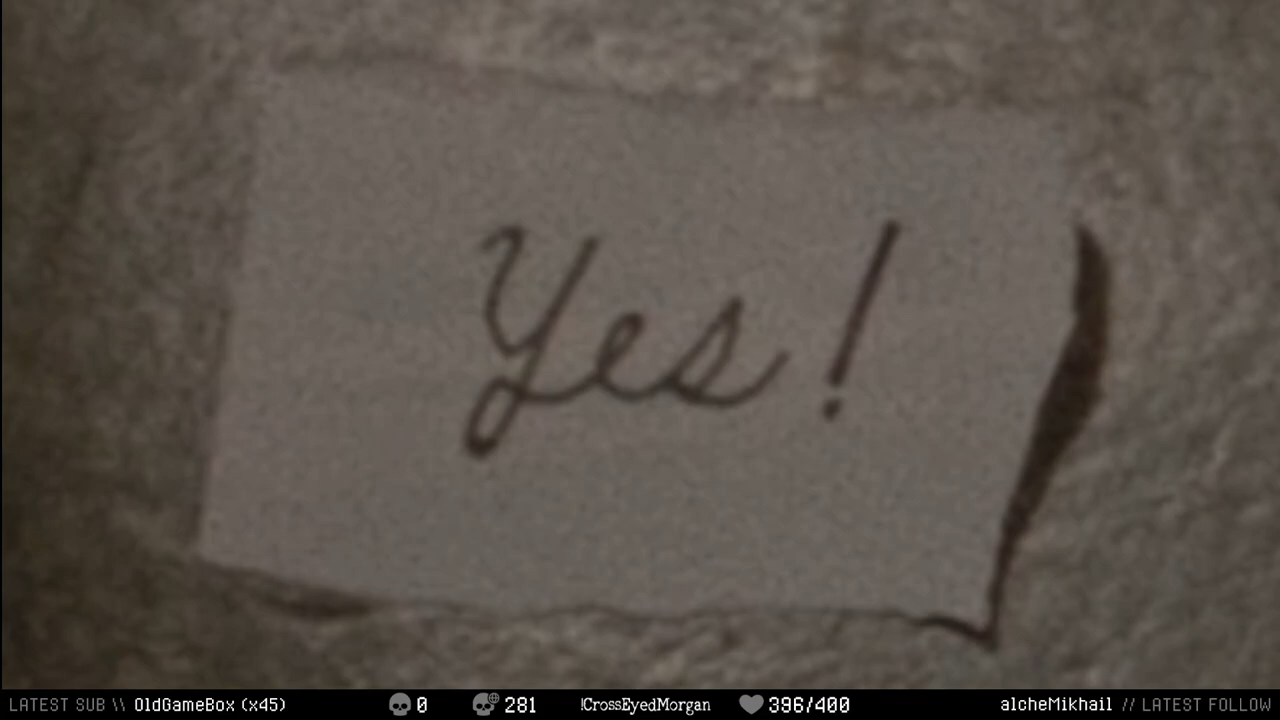 Yes!
LATEST SUB \\ OldGameBox (x45) 0 281 !CrossEyedMorgan 396/400 alcheMikhail // LATEST FOLLOW